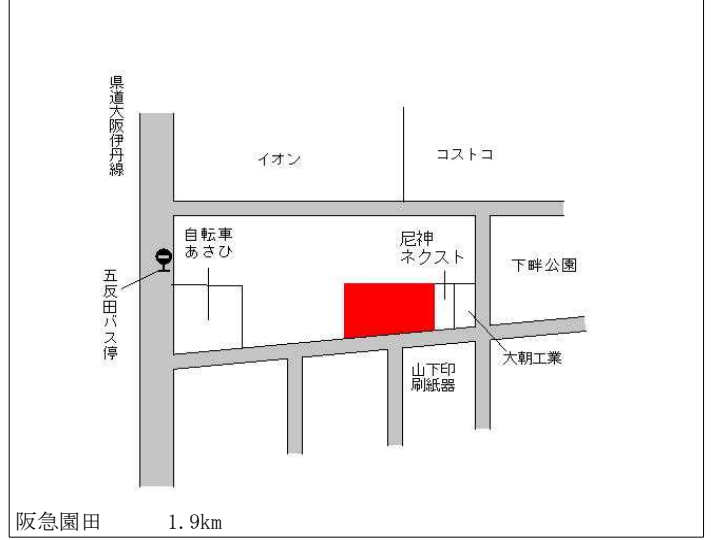 県道大阪伊丹線
イオン
コストコ
自転車
あさひ
尼神
ネクスト
下畔公園
五反田バス停
大朝工業
山下印
刷紙器
阪急園田 1.9km